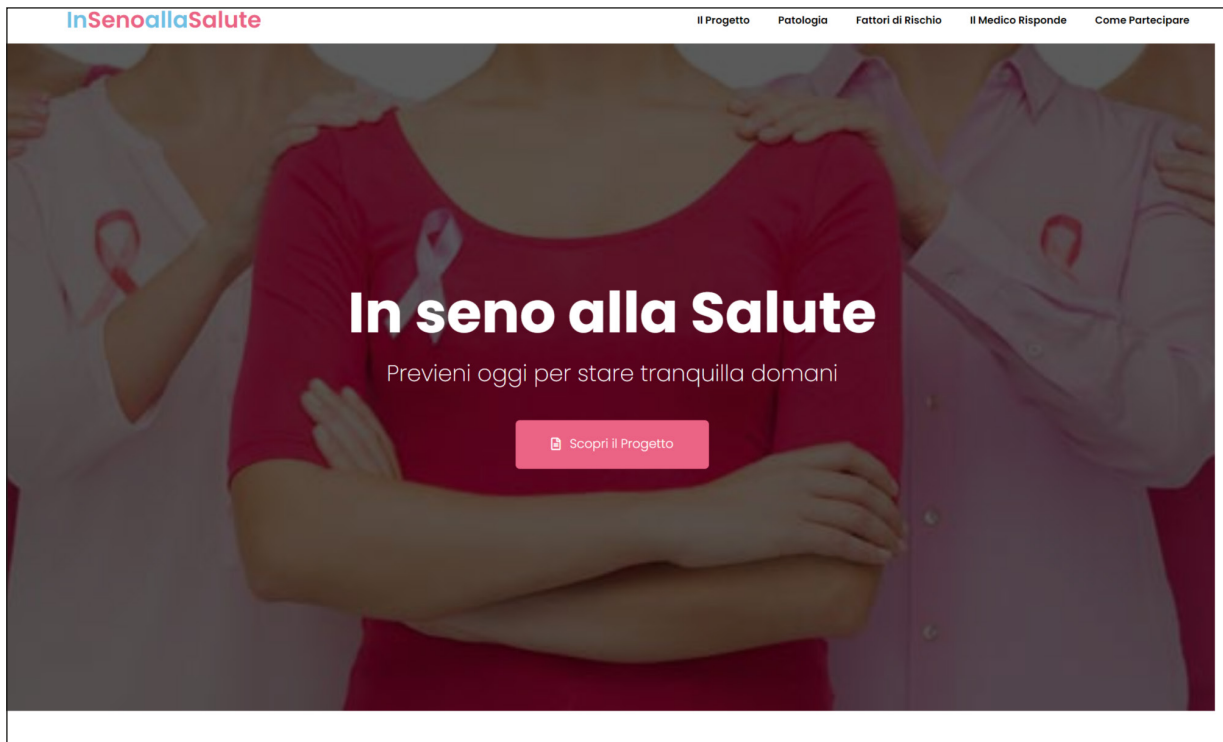 InSenoallaSalute
Il Progetto Patologia Fattori di Rischio Il Medico Risponde Come Partecipare
In seno alla Salute
Previeni oggi per stare tranquilla domani
Scopri il Progetto